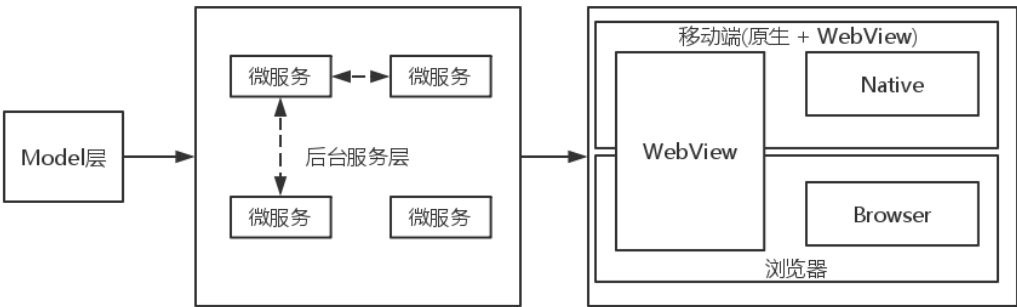 Model层
微服务
微服务
后台服务层
微服务
微服务
移动端(原生 + WebView)
Native
WebView
Browser
浏览器